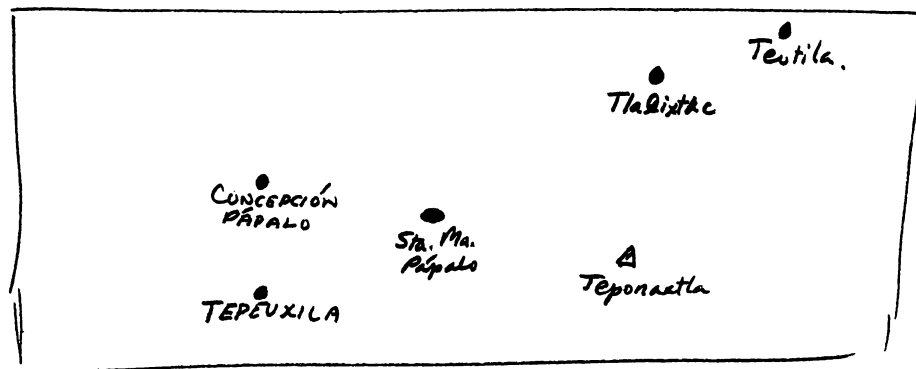 Teutila.
Tlalixtac
CONCEPCIÓN
PÁPALO
Sta. Ma.
Pápalo
Teponaxtla
TEPEUXILA